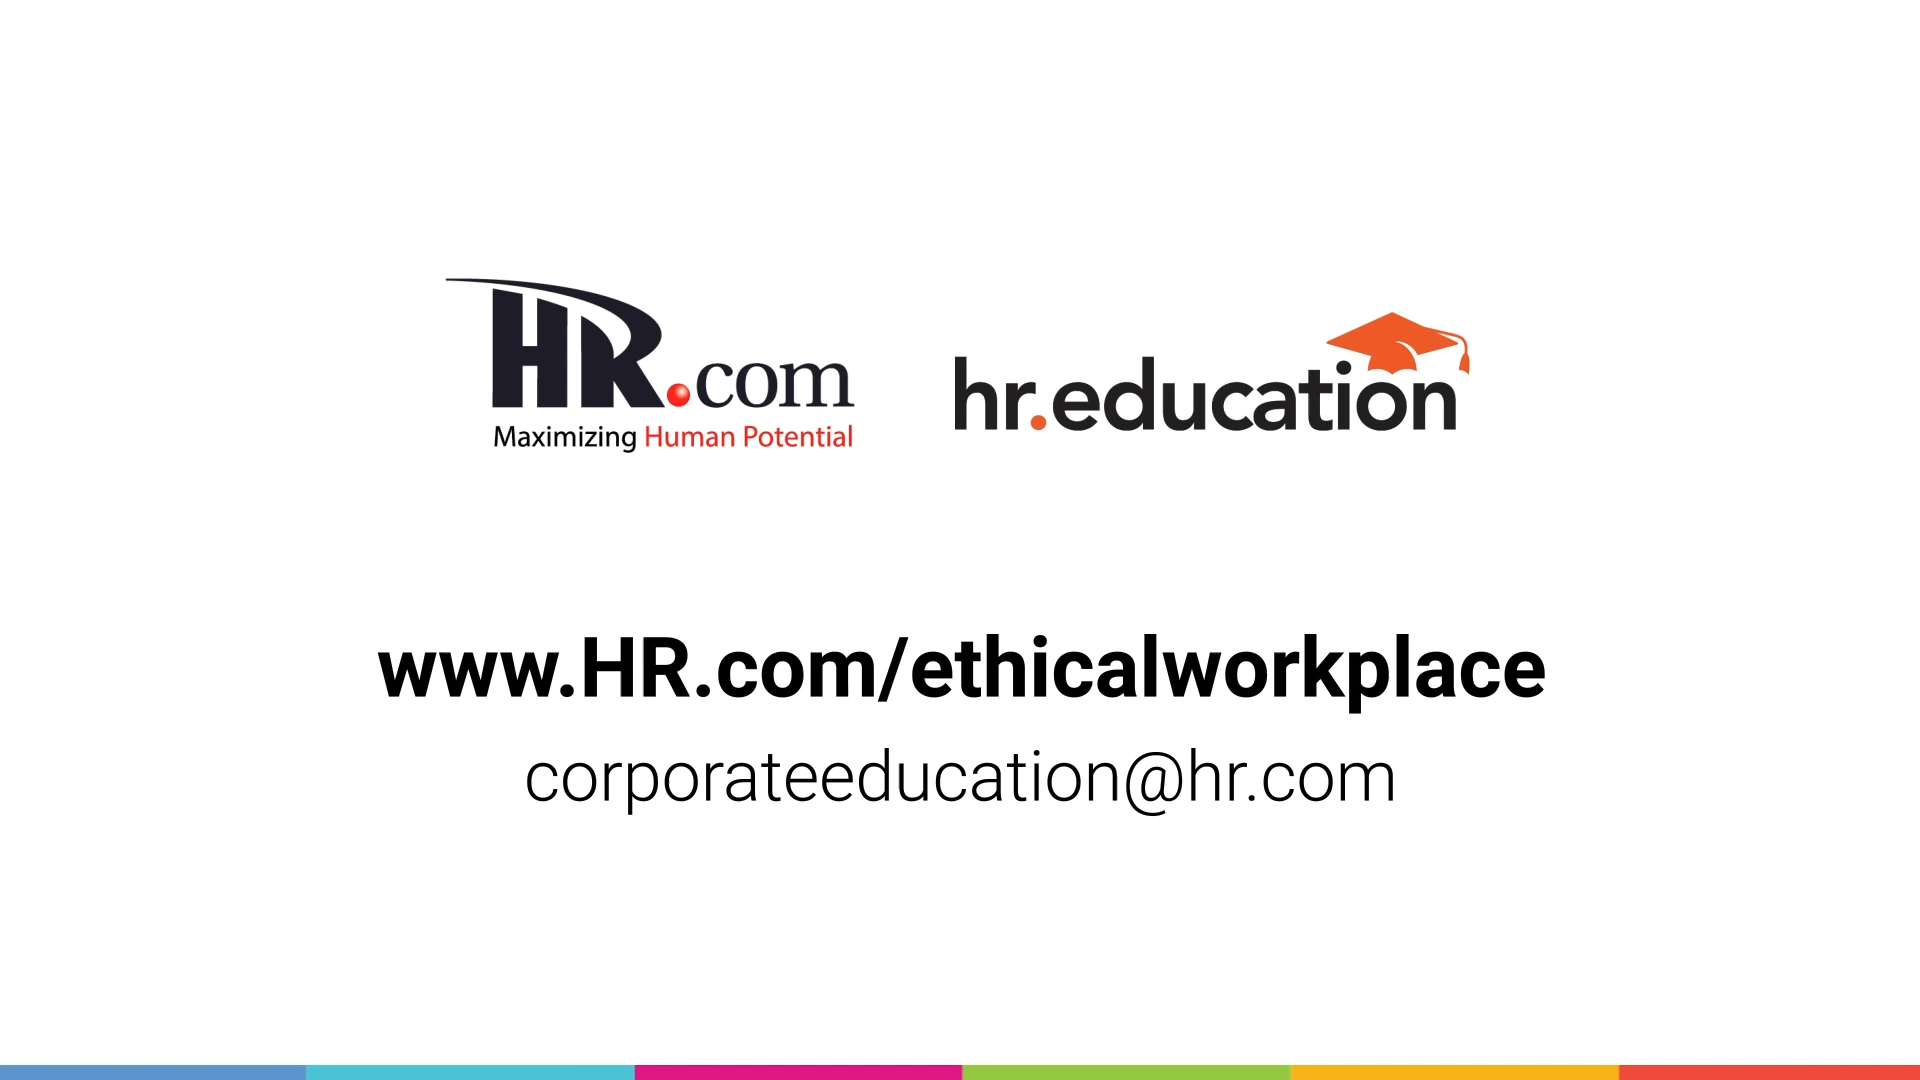 HR.com
Maximizing Human Potential
hr.education
www.HR.com/ethicalworkplace
corporateeducation@hr.com